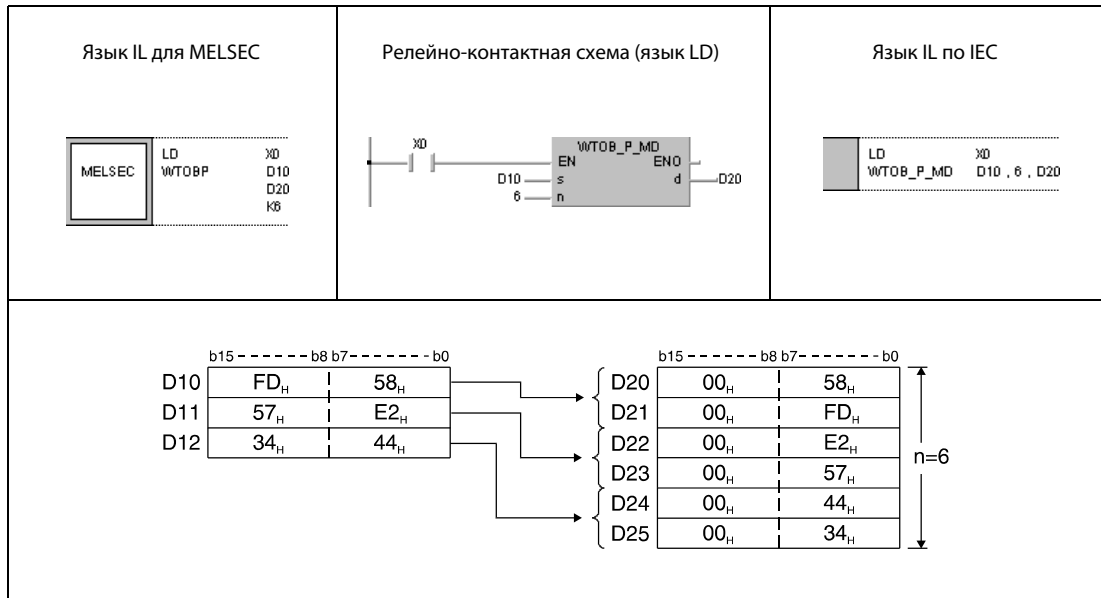 Язык IL для MELSEC
Релейно-контактная схема (язык LD)
Язык IL по IEC
MELSEC
LD X0
WTOBP D10
D20
K6
X0
WTOB_P_MD
EN ENO
D10 s d D20
6 n
LD X0
WTOB_P_MD D10 , 6 , D20
b15 - - - - - - b8 b7- - - - - - - b0
D10 FDH 58H
D11 57H E2H
D12 34H 44H
b15 - - - - - - b8 b7- - - - - - - b0
D20 00H 58H
D21 00H FDH
D22 00H E2H
D23 00H 57H
D24 00H 44H
D25 00H 34H
n=6